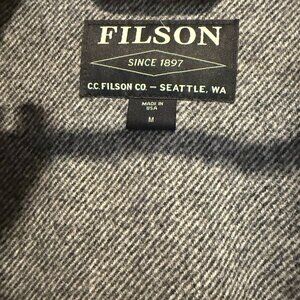 FILSON
SINCE 1897
C.C. FILSON CO. – SEATTLE, WA
MADE IN
USA
M